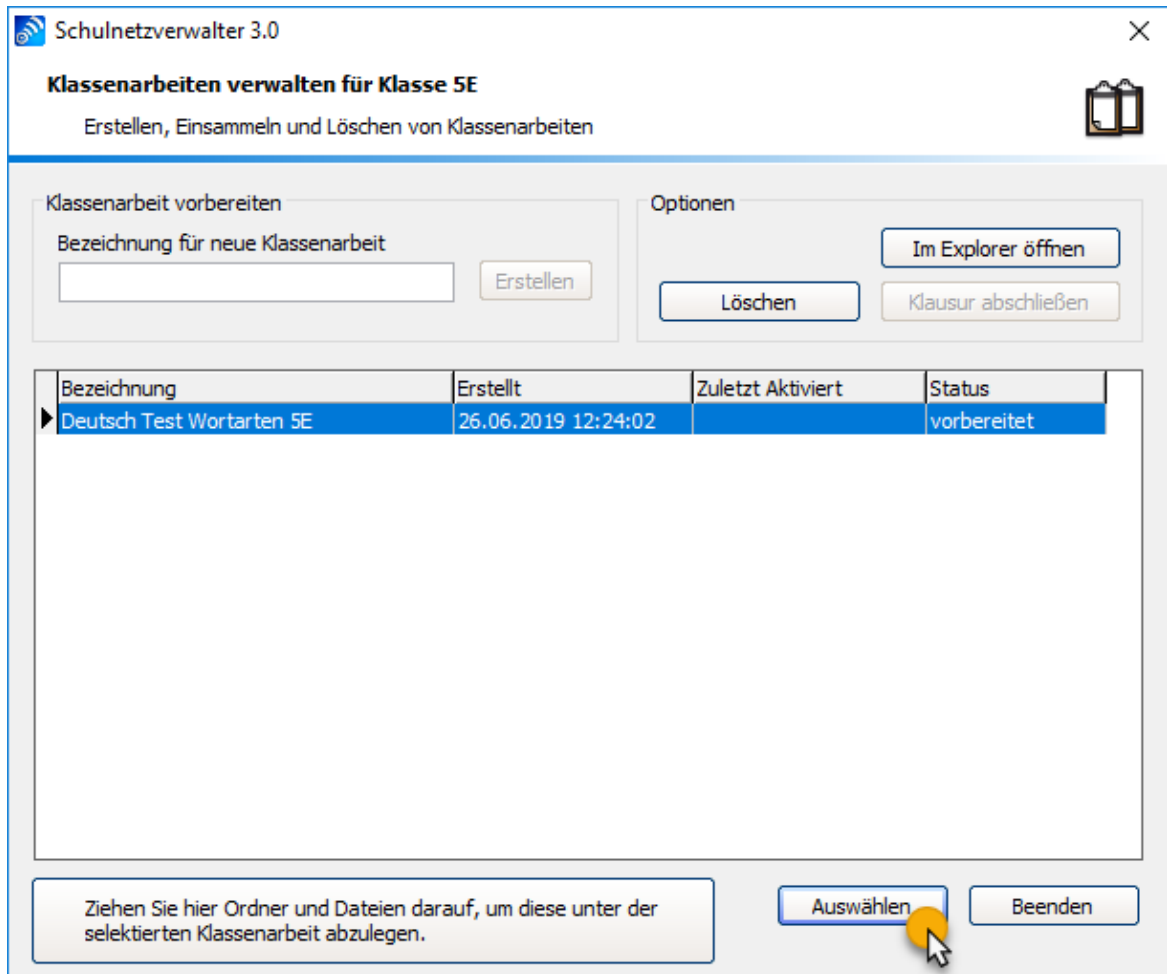 Schulnetzverwalter 3.0
Klassenarbeiten verwalten für Klasse 5E
Erstellen, Einsammeln und Löschen von Klassenarbeiten
Klassenarbeit vorbereiten
Bezeichnung für neue Klassenarbeit
Erstellen
Optionen
Im Explorer öffnen
Löschen
Klausur abschließen
Bezeichnung Erstellt Zuletzt Aktiviert Status
Deutsch Test Wortarten 5E 26.06.2019 12:24:02 vorbereitet
Ziehen Sie hier Ordner und Dateien darauf, um diese unter der
selektierten Klassenarbeit abzulegen.
Auswählen
Beenden